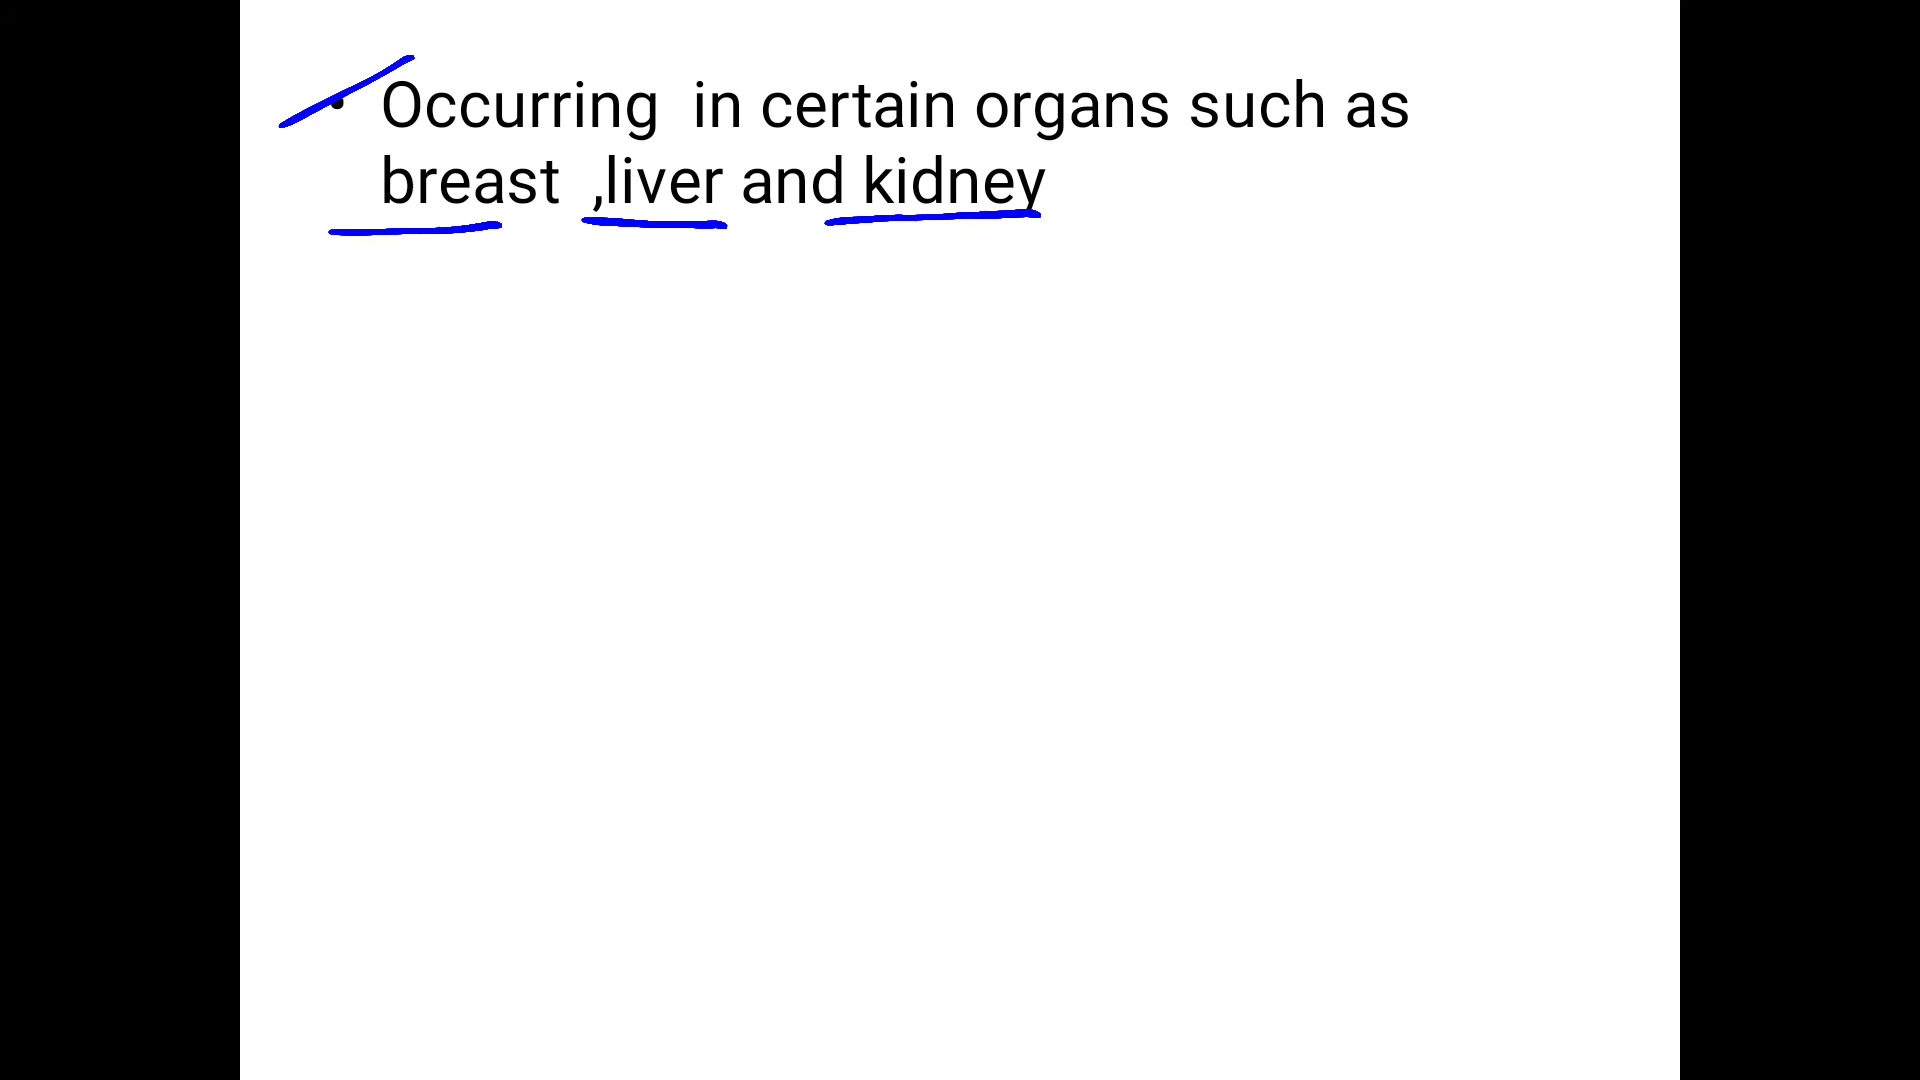 • Occurring  in certain organs such as
breast  ,liver and kidney